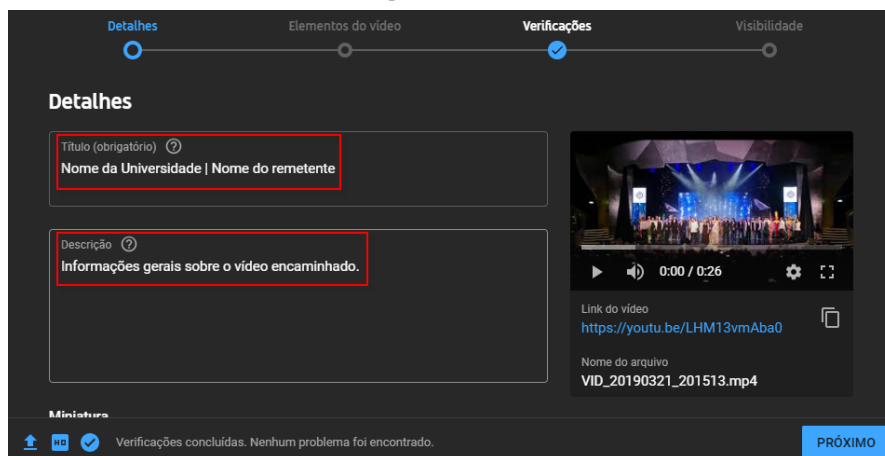 Detalhes
Elementos do vídeo
Verificações
Visibilidade
Detalhes
Título (obrigatório) ?
Nome da Universidade | Nome do remetente
Descrição ?
Informações gerais sobre o vídeo encaminhado.
0:00 / 0:26
Link do vídeo
https://youtu.be/LHM13vmAba0
Nome do arquivo
VID_20190321_201513.mp4
Miniatura
HD
Verificações concluídas. Nenhum problema foi encontrado.
PRÓXIMO